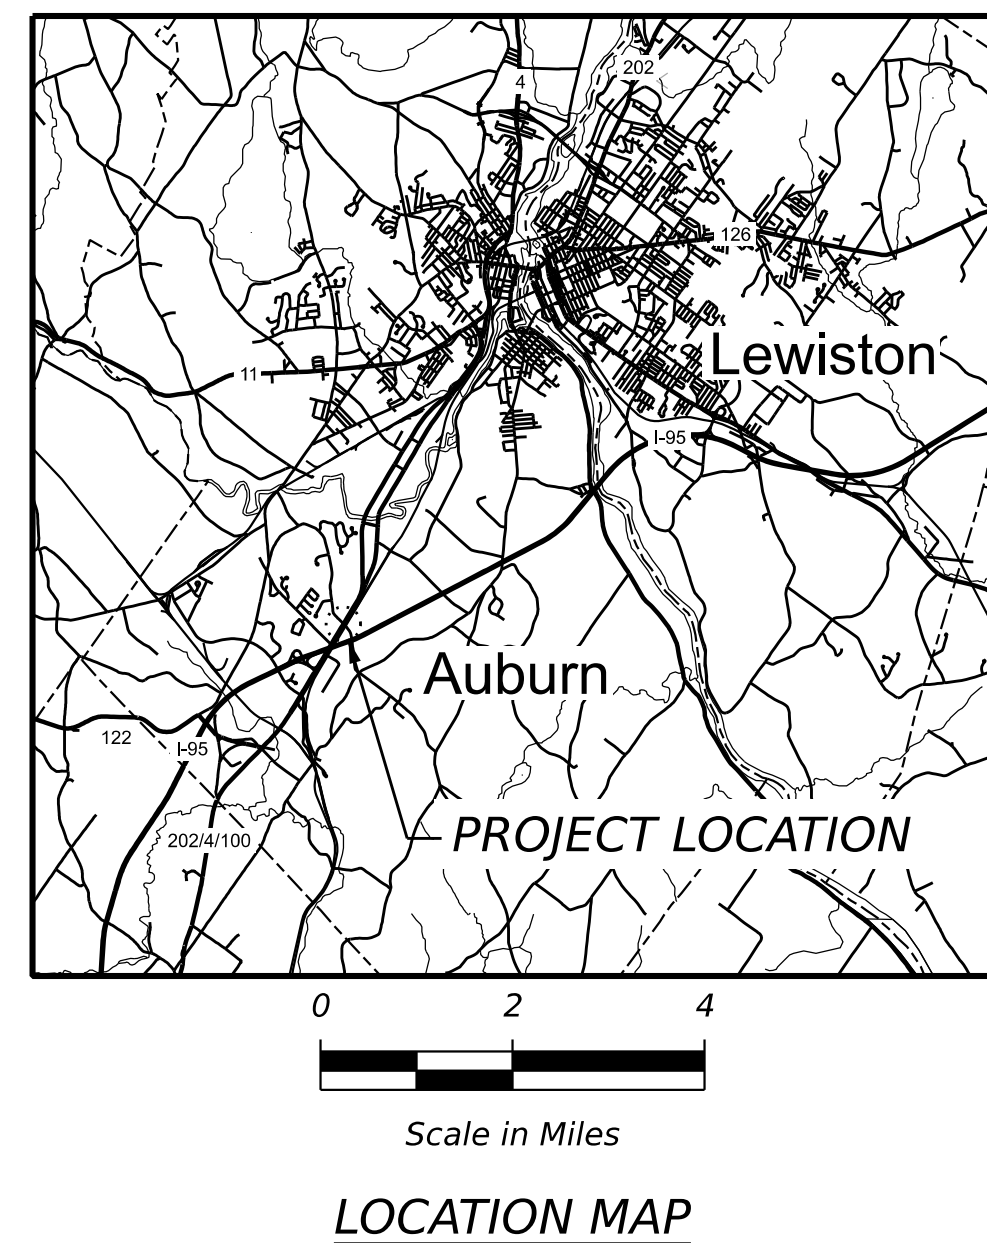 202
4
126
Lewiston
11
I-95
Auburn
122
I-95
PROJECT LOCATION
202/4/100
0 2 4
Scale in Miles
LOCATION MAP